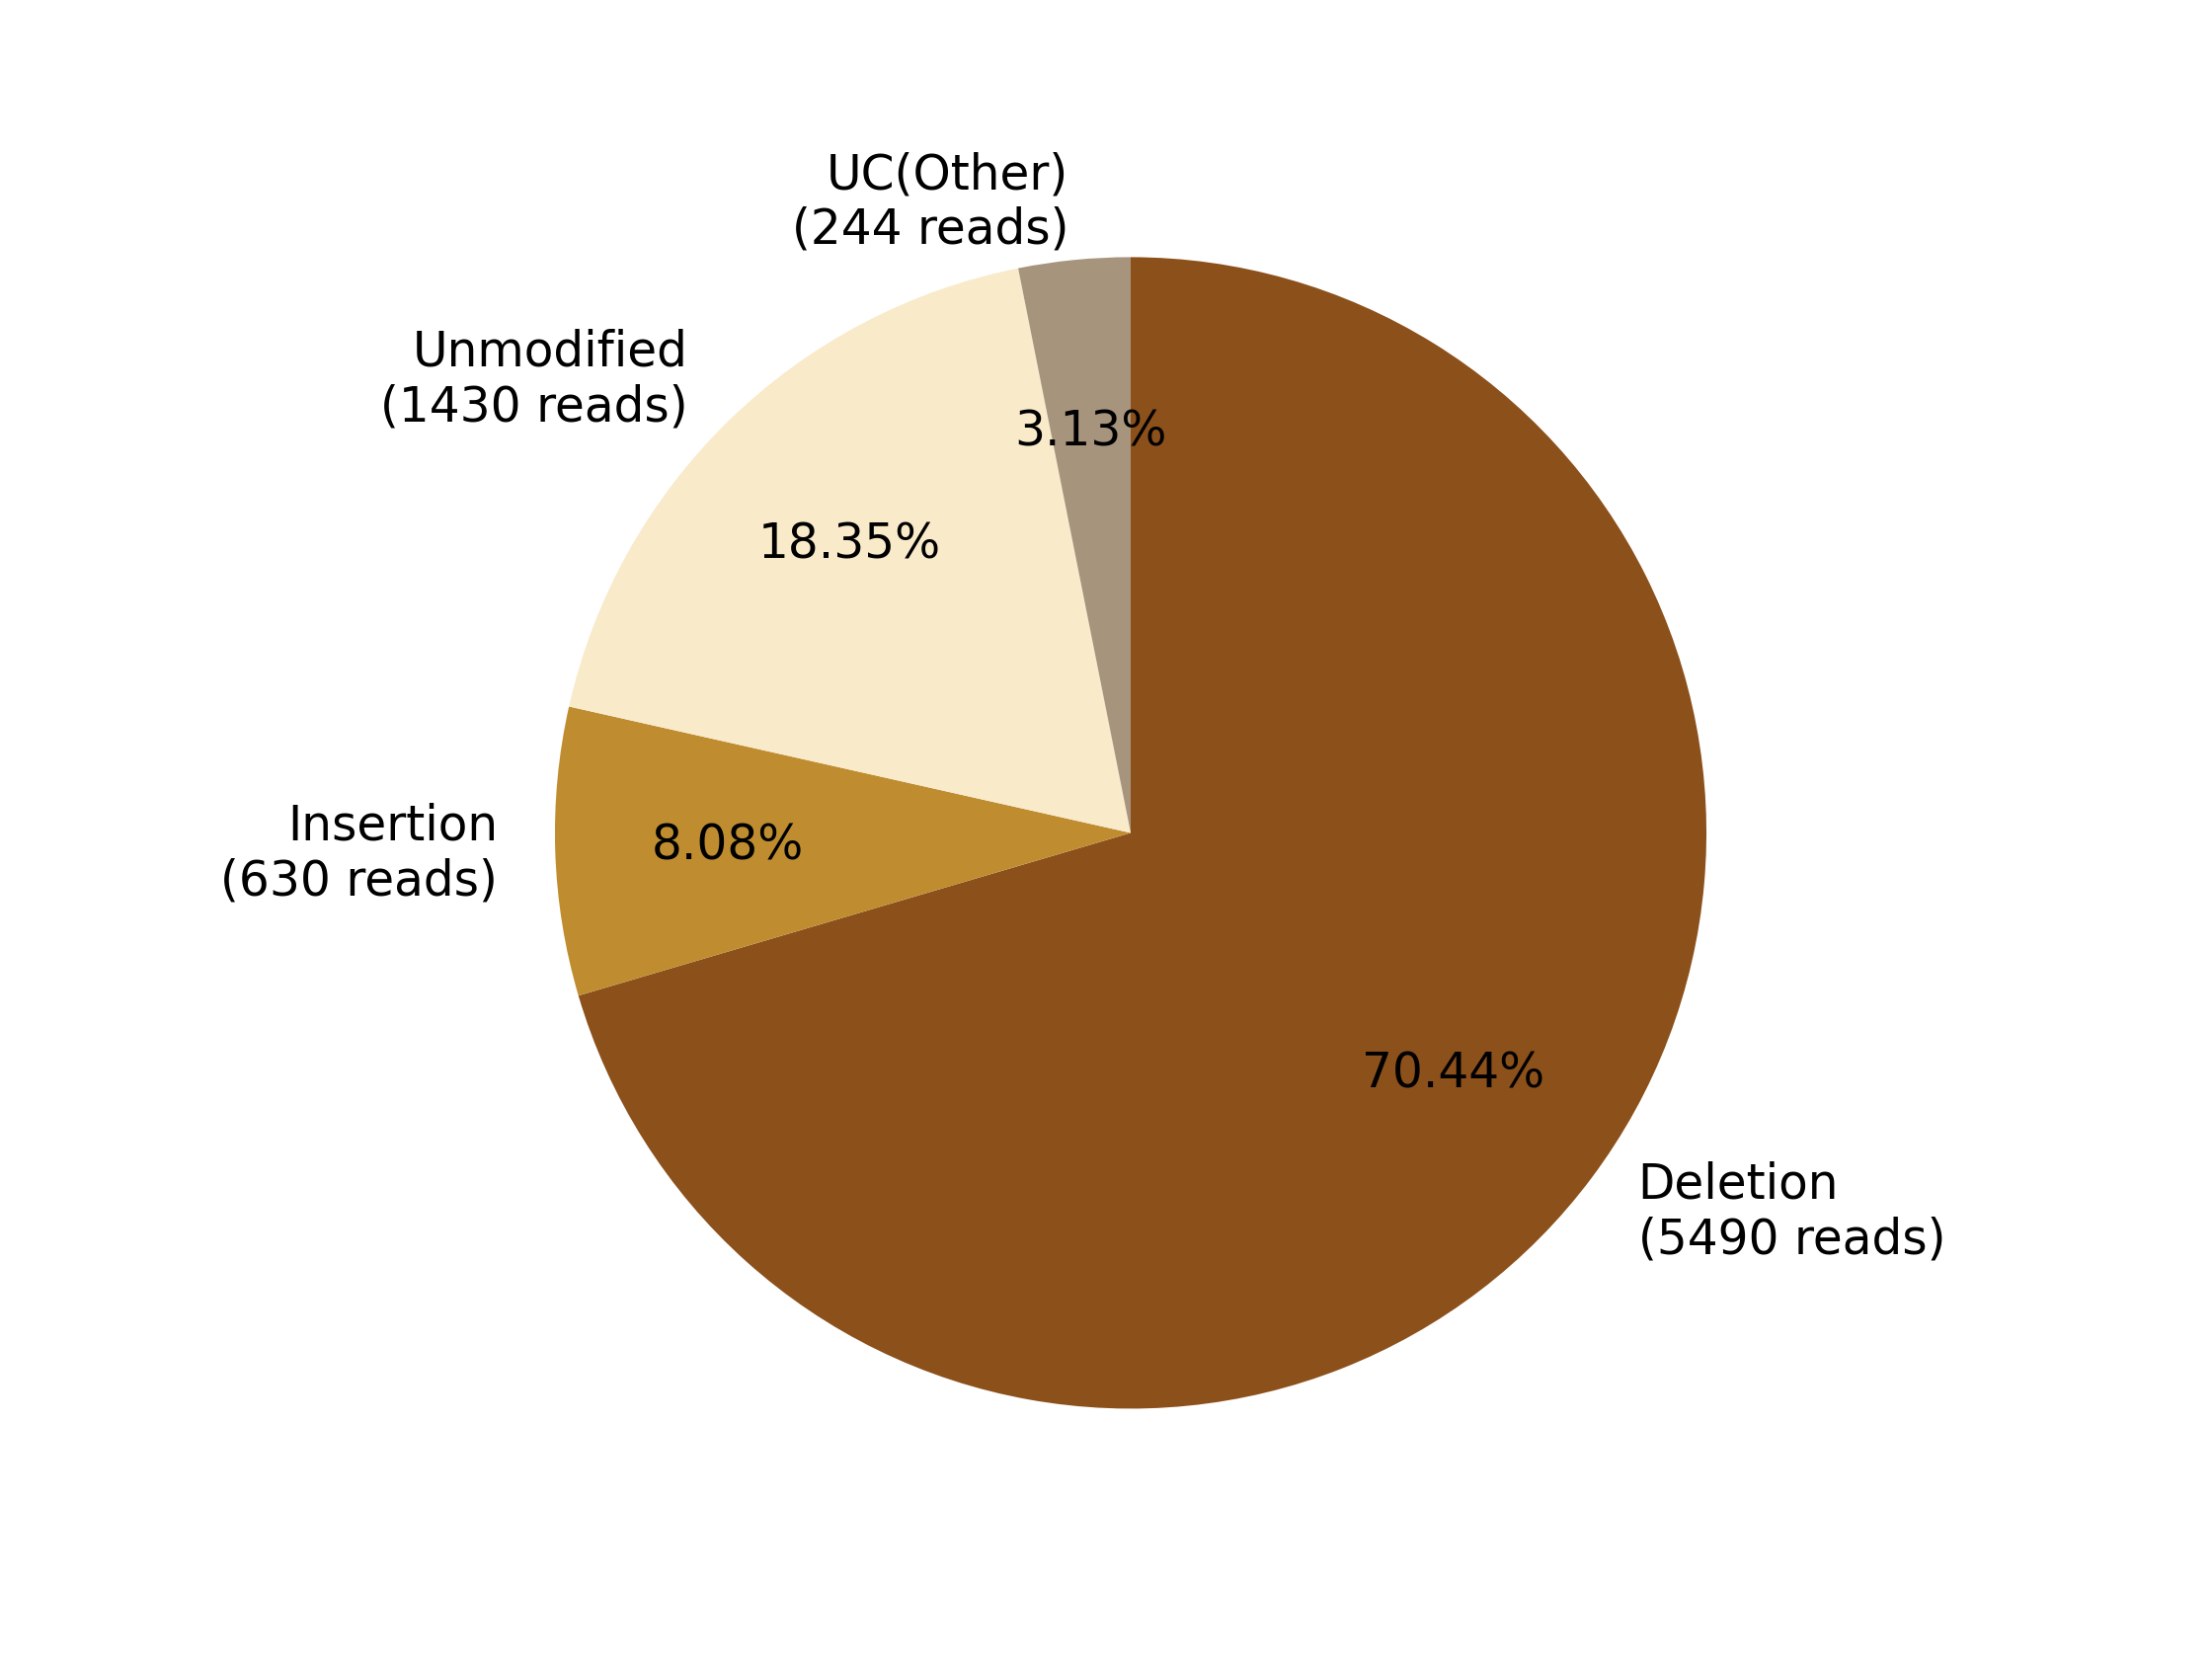 UC(Other)
(244 reads)
Unmodified
(1430 reads)
3.13%
18.35%
Insertion
(630 reads)
8.08%
70.44%
Deletion
(5490 reads)